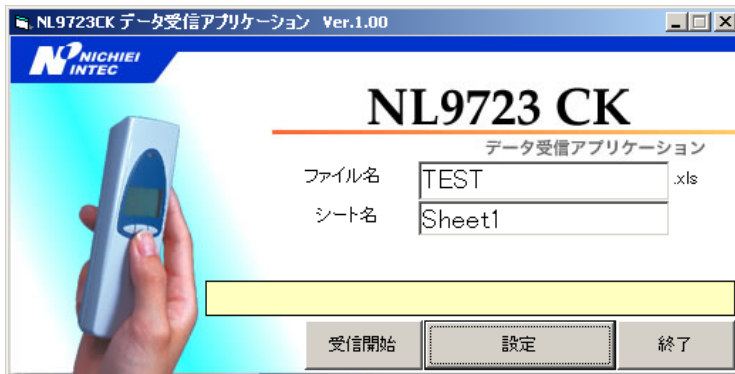 NL9723CK データ受信アプリケーション Ver.1.00
NICHIEI
INTEC
NL9723 CK
データ受信アプリケーション
ファイル名 TEST .xls
シート名 Sheet1
受信開始 設定 終了